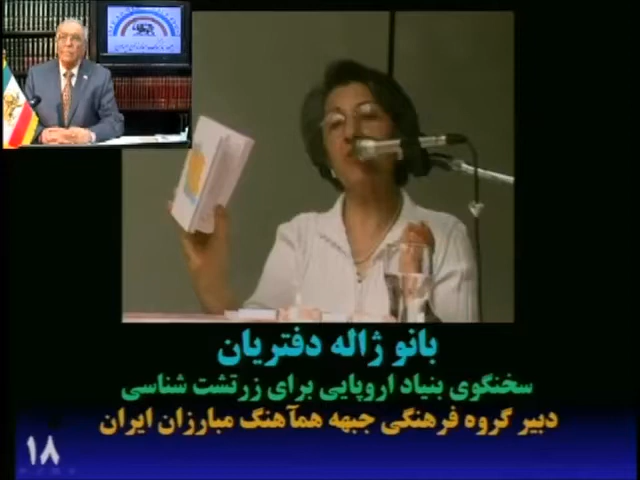 بانو ژاله دفتریان
سخنگوی بنیاد اروپایی برای زرتشت شناسی
دبیر گروه فرهنگی جبهه همآهنگ مبارزان ایران
۱۸